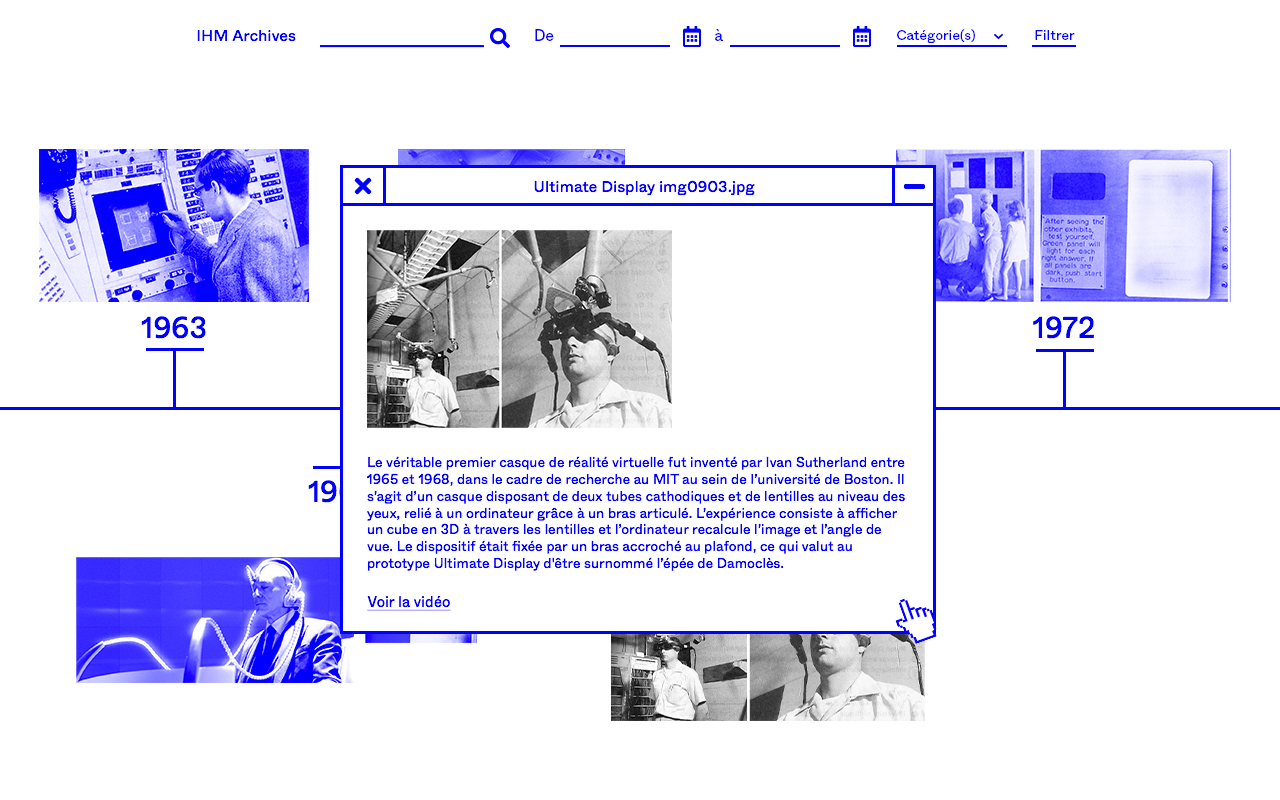 IHM Archives De à Catégorie(s) Filtrer
Ultimate Display img0903.jpg
After seeing the
other exhibits,
test yourself.
Green panel will
light for each
right answer. If
all panels are
dark, push start
button.
1963
1972
Le véritable premier casque de réalité virtuelle fut inventé par Ivan Sutherland entre
1965 et 1968, dans le cadre de recherche au MIT au sein de l’université de Boston. Il
s’agit d’un casque disposant de deux tubes cathodiques et de lentilles au niveau des
yeux, relié à un ordinateur grâce à un bras articulé. L’expérience consiste à afficher
un cube en 3D à travers les lentilles et l’ordinateur recalcule l’image et l’angle de
vue. Le dispositif était fixée par un bras accroché au plafond, ce qui valut au
prototype Ultimate Display d'être surnommé l’épée de Damoclès.
Voir la vidéo